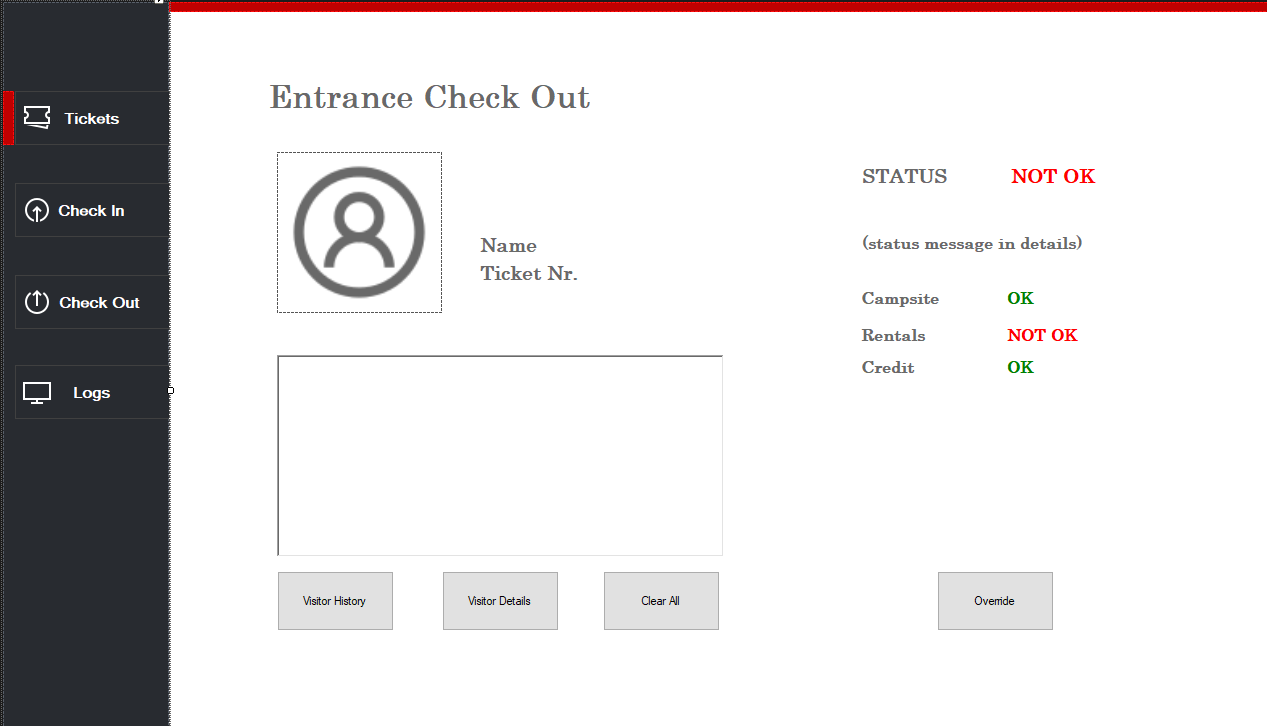 Tickets
Check In
Check Out
Logs
Entrance Check Out
Name
Ticket Nr.
STATUS NOT OK
(status message in details)
Campsite OK
Rentals NOT OK
Credit OK
Visitor History
Visitor Details
Clear All
Override